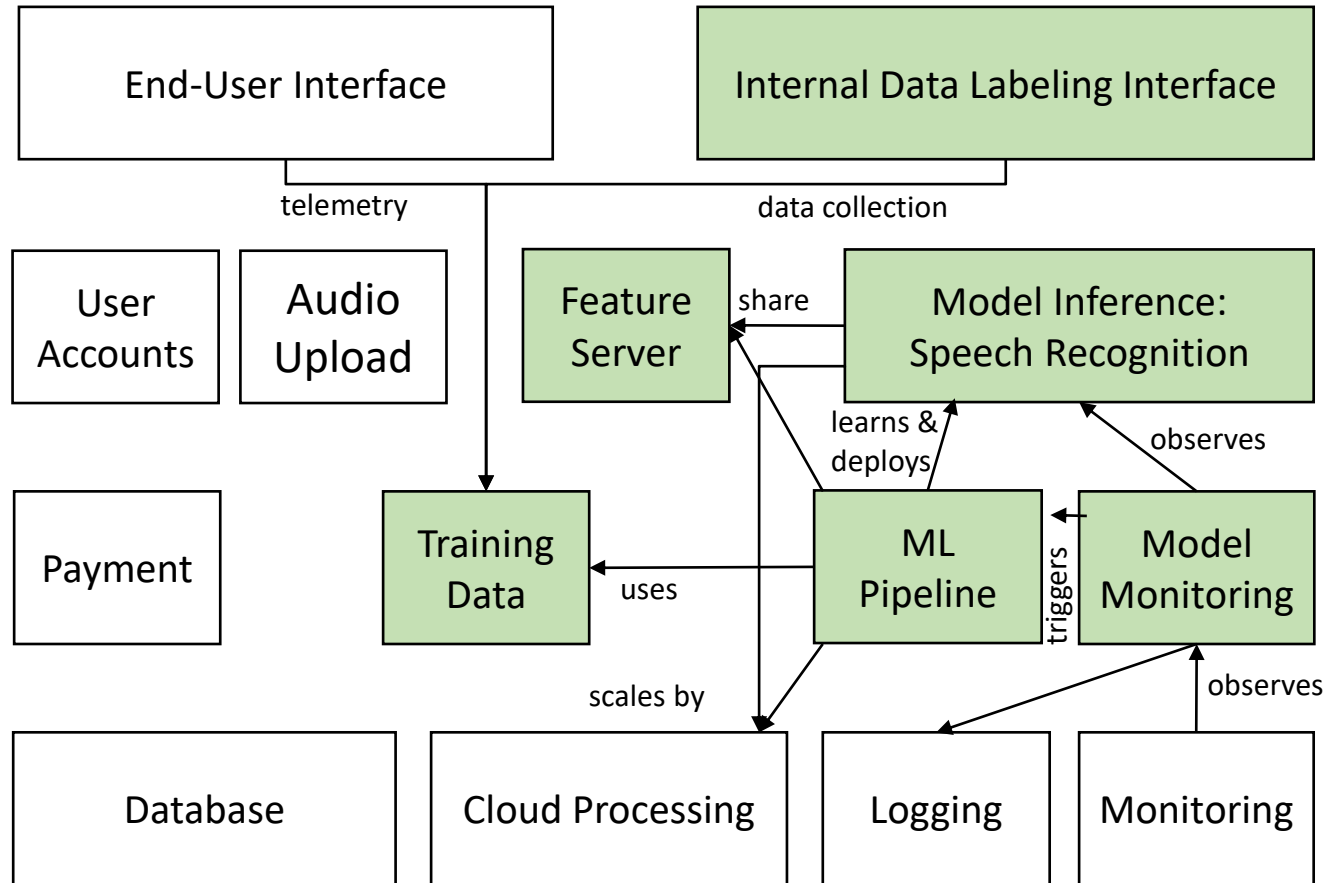 End-User Interface
Internal Data Labeling Interface
telemetry
data collection
User
Accounts
Audio
Upload
Feature
Server
share
Model Inference:
Speech Recognition
learns &
deploys
observes
Payment
Training
Data
uses
ML
Pipeline
triggers
Model
Monitoring
scales by
observes
Database
Cloud Processing
Logging
Monitoring